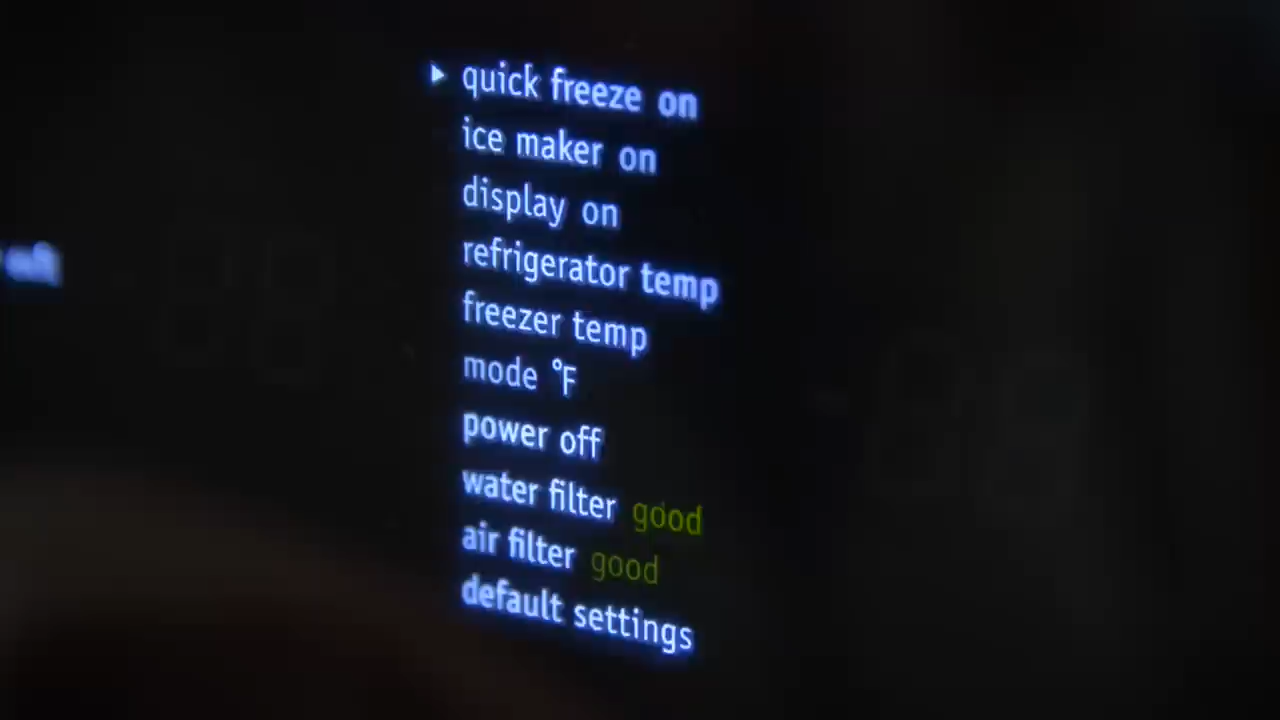 quick freeze on
ice maker on
display on
refrigerator temp
freezer temp
mode °F
power off
water filter good
air filter good
default settings